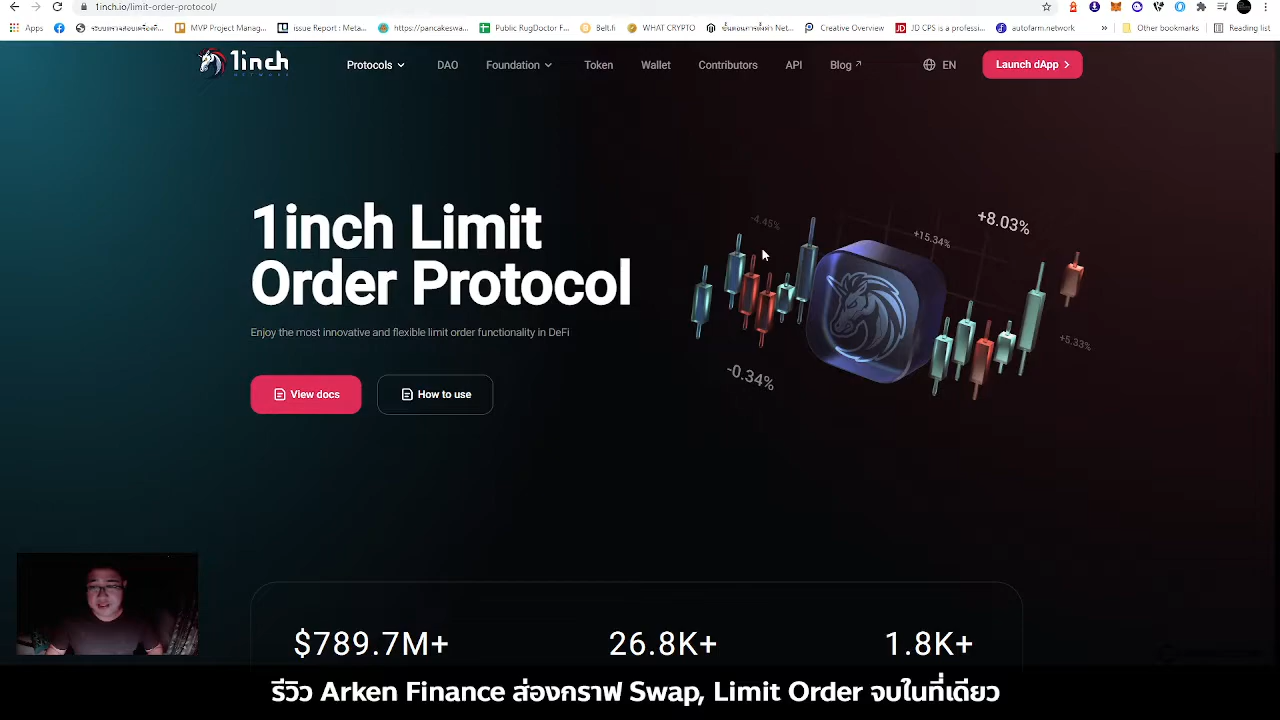 1inch.io/limit-order-protocol/
Apps
MVP Project Manag...
issue Report : Meta...
https://pancakeswa...
Public RugDoctor F...
Belt.fi
WHAT CRYPTO
Creative Overview
JD CPS is a professi...
autofarm.network
»
Other bookmarks
Reading list
1inch
NETWORK
Protocols
DAO
Foundation
Token
Wallet
Contributors
API
Blog
EN
Launch dApp
1inch Limit
Order Protocol
Enjoy the most innovative and flexible limit order functionality in DeFi
View docs
How to use
-4.45%
+15.34%
+8.03%
+5.33%
-0.34%
$789.7M+
26.8K+
1.8K+
รีวิว Arken Finance ส่องกราฟ Swap, Limit Order จบในที่เดียว